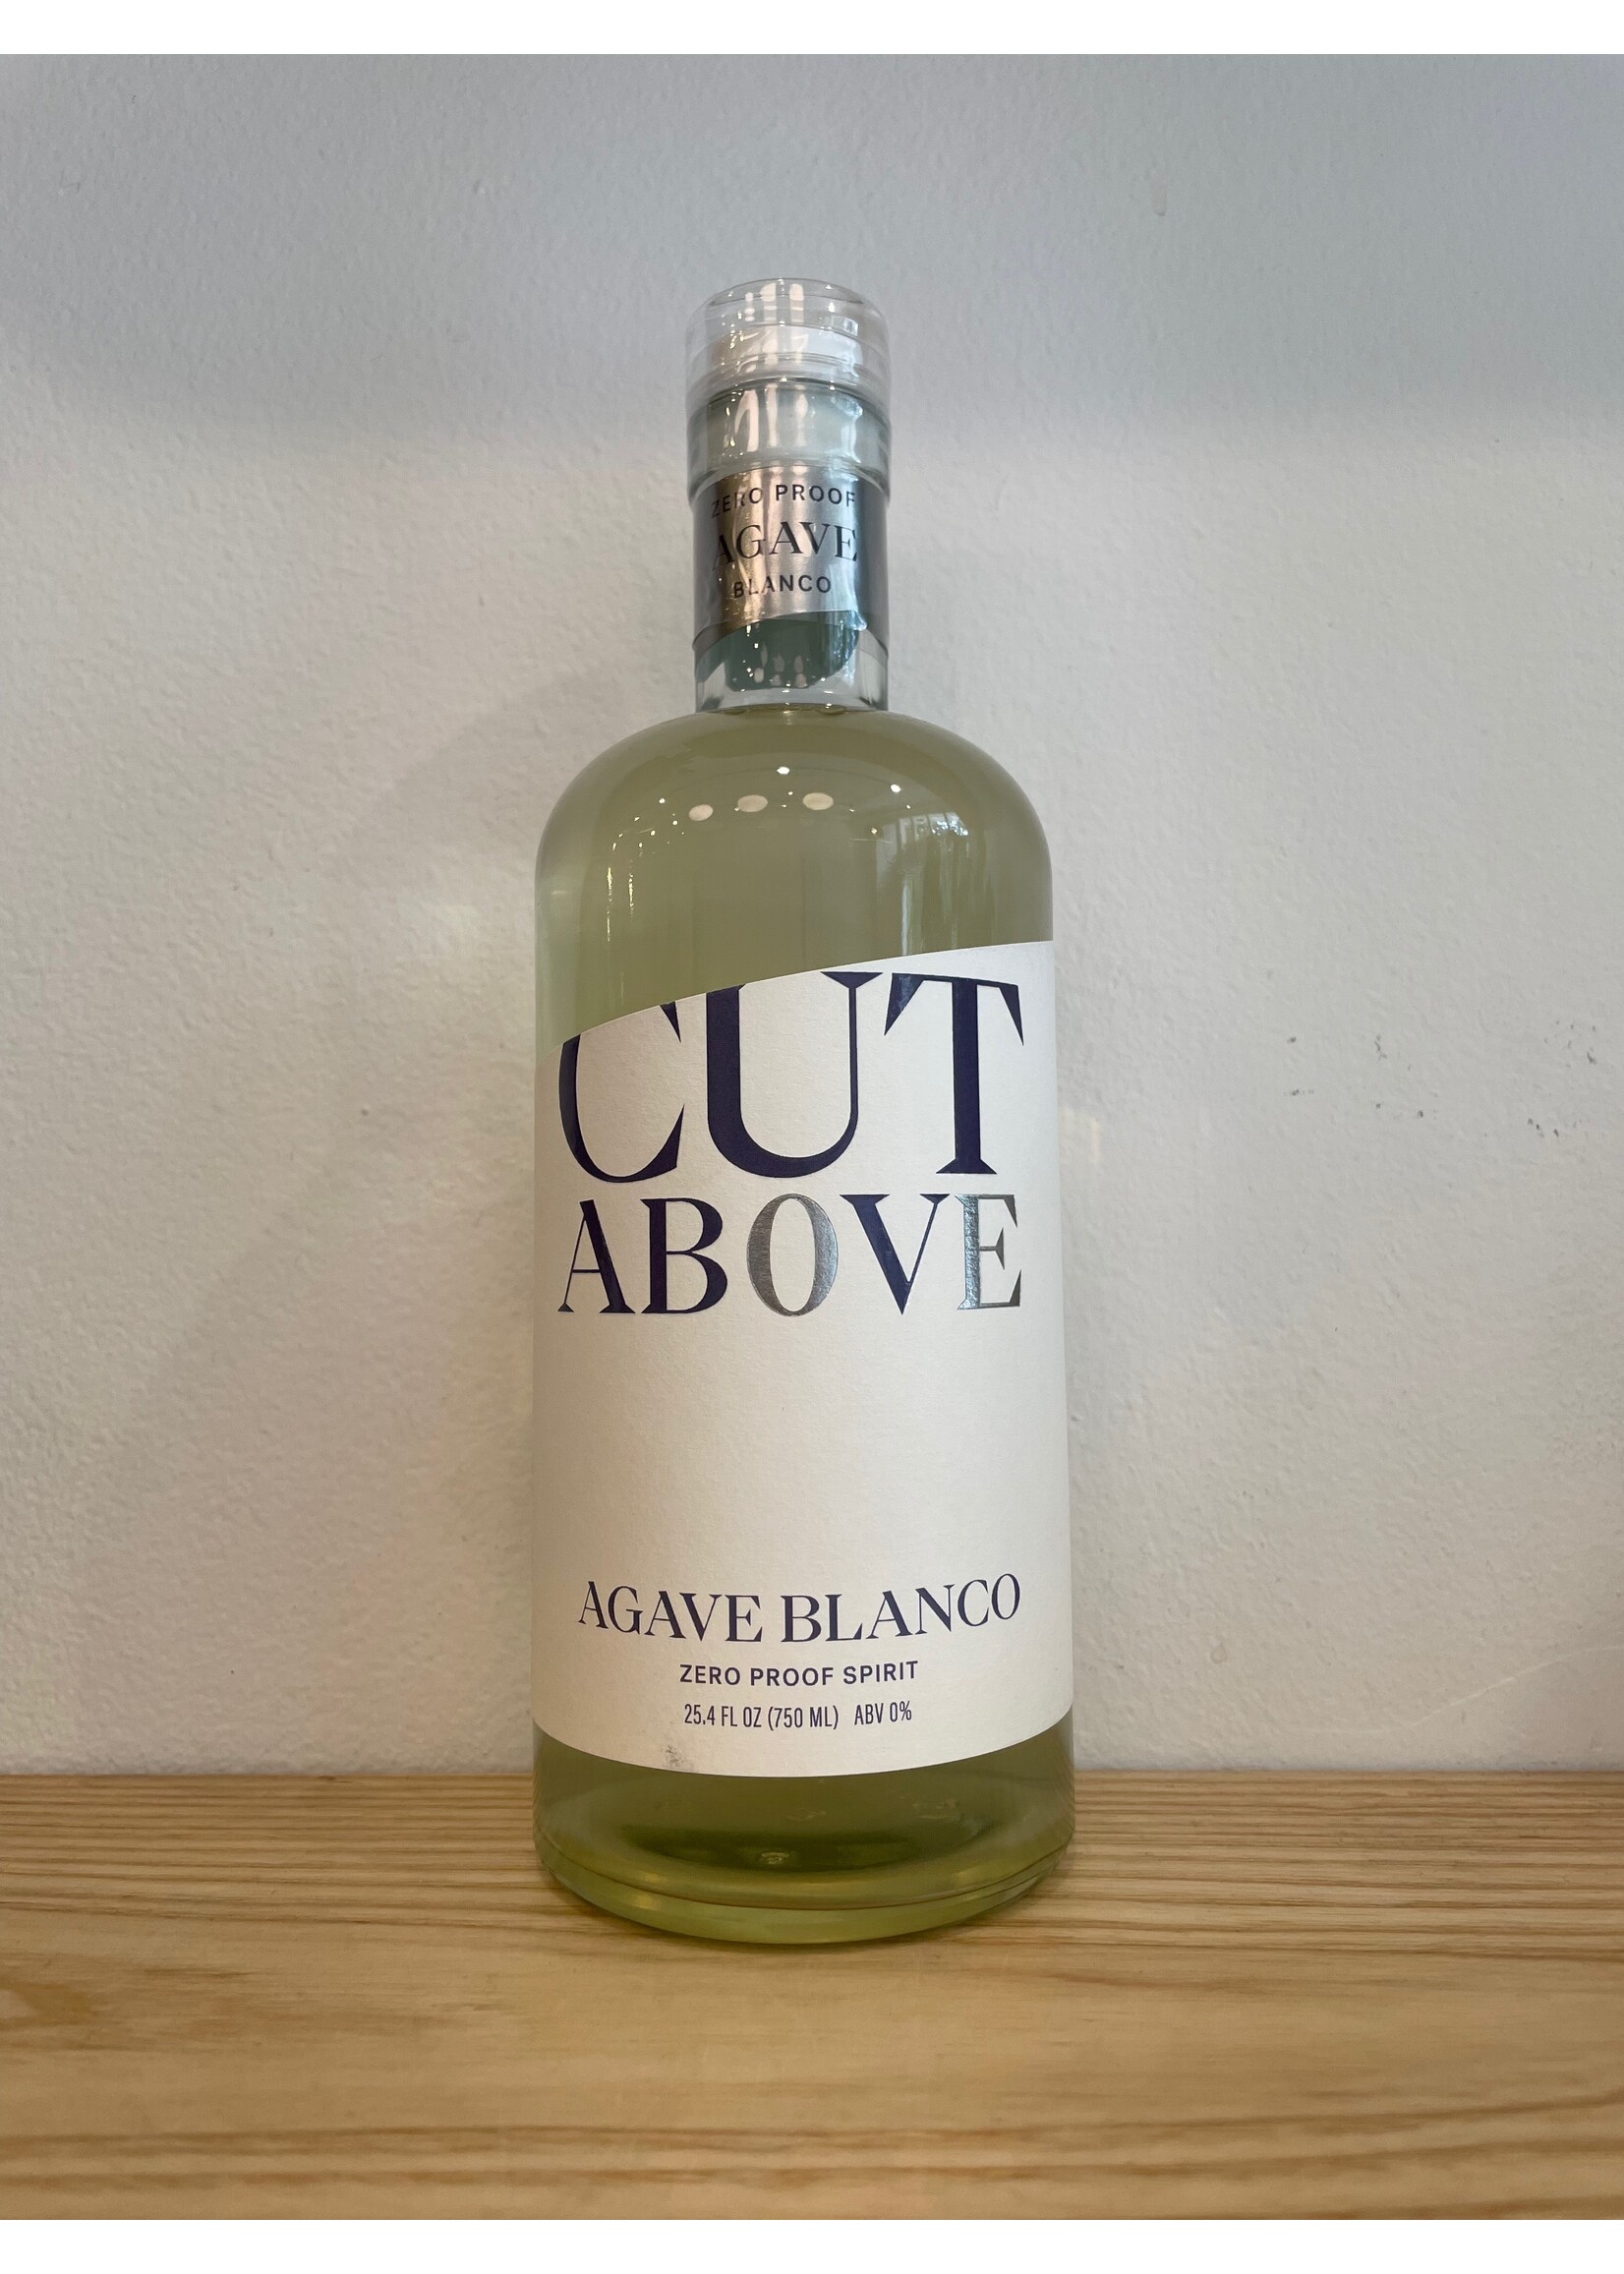 ZERO PROOF
AGAVE
BLANCO
CUT
ABOVE
AGAVE BLANCO
ZERO PROOF SPIRIT
25.4 FL OZ (750 ML) ABV 0%